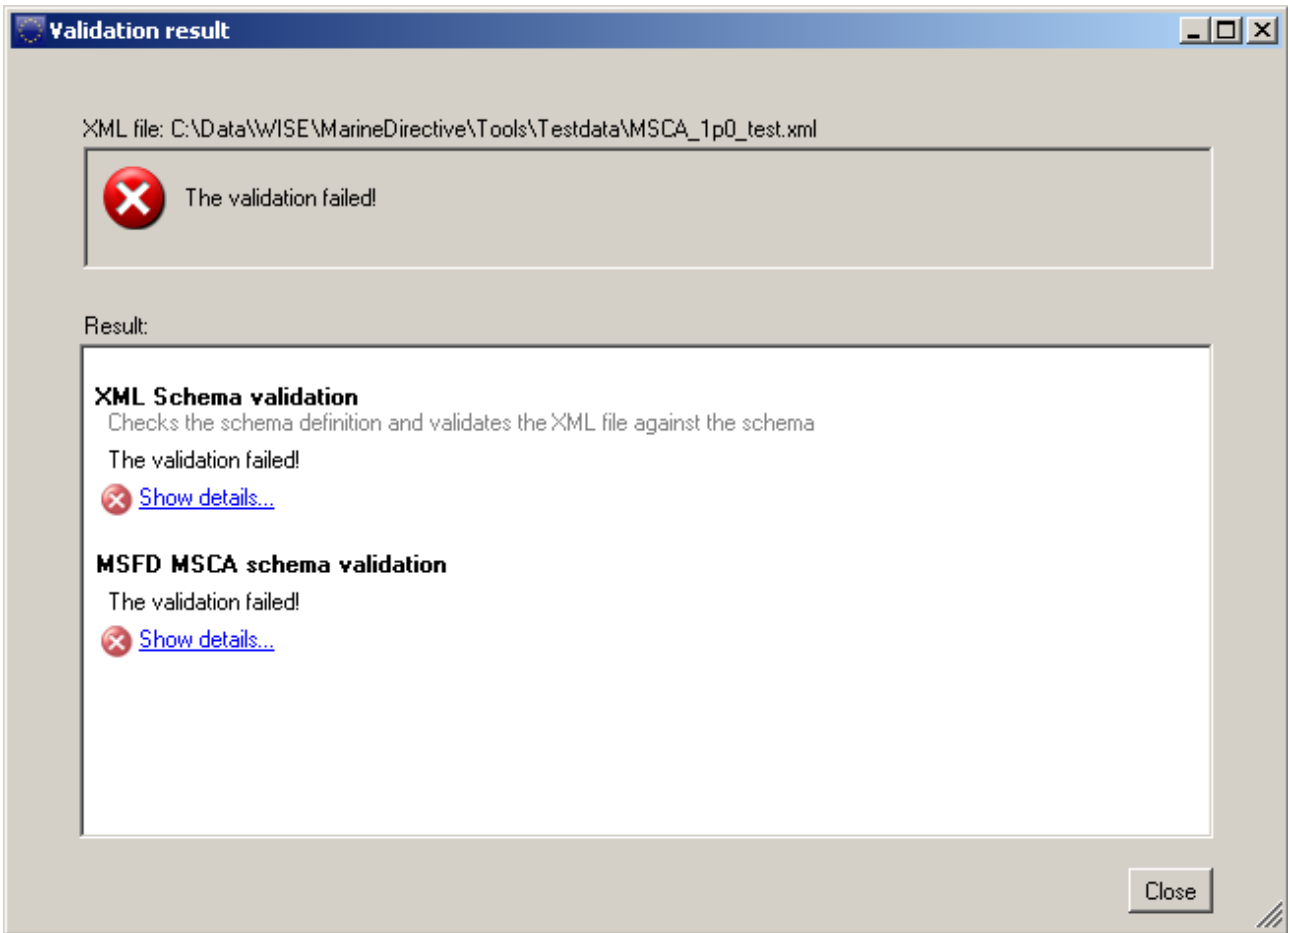 Validation result
XML file: C:\Data\WISE\MarineDirective\Tools\Testdata\MSCA_1p0_test.xml
The validation failed!
Result:
XML Schema validation
Checks the schema definition and validates the XML file against the schema
The validation failed!
Show details...
MSFD MSCA schema validation
The validation failed!
Show details...
Close